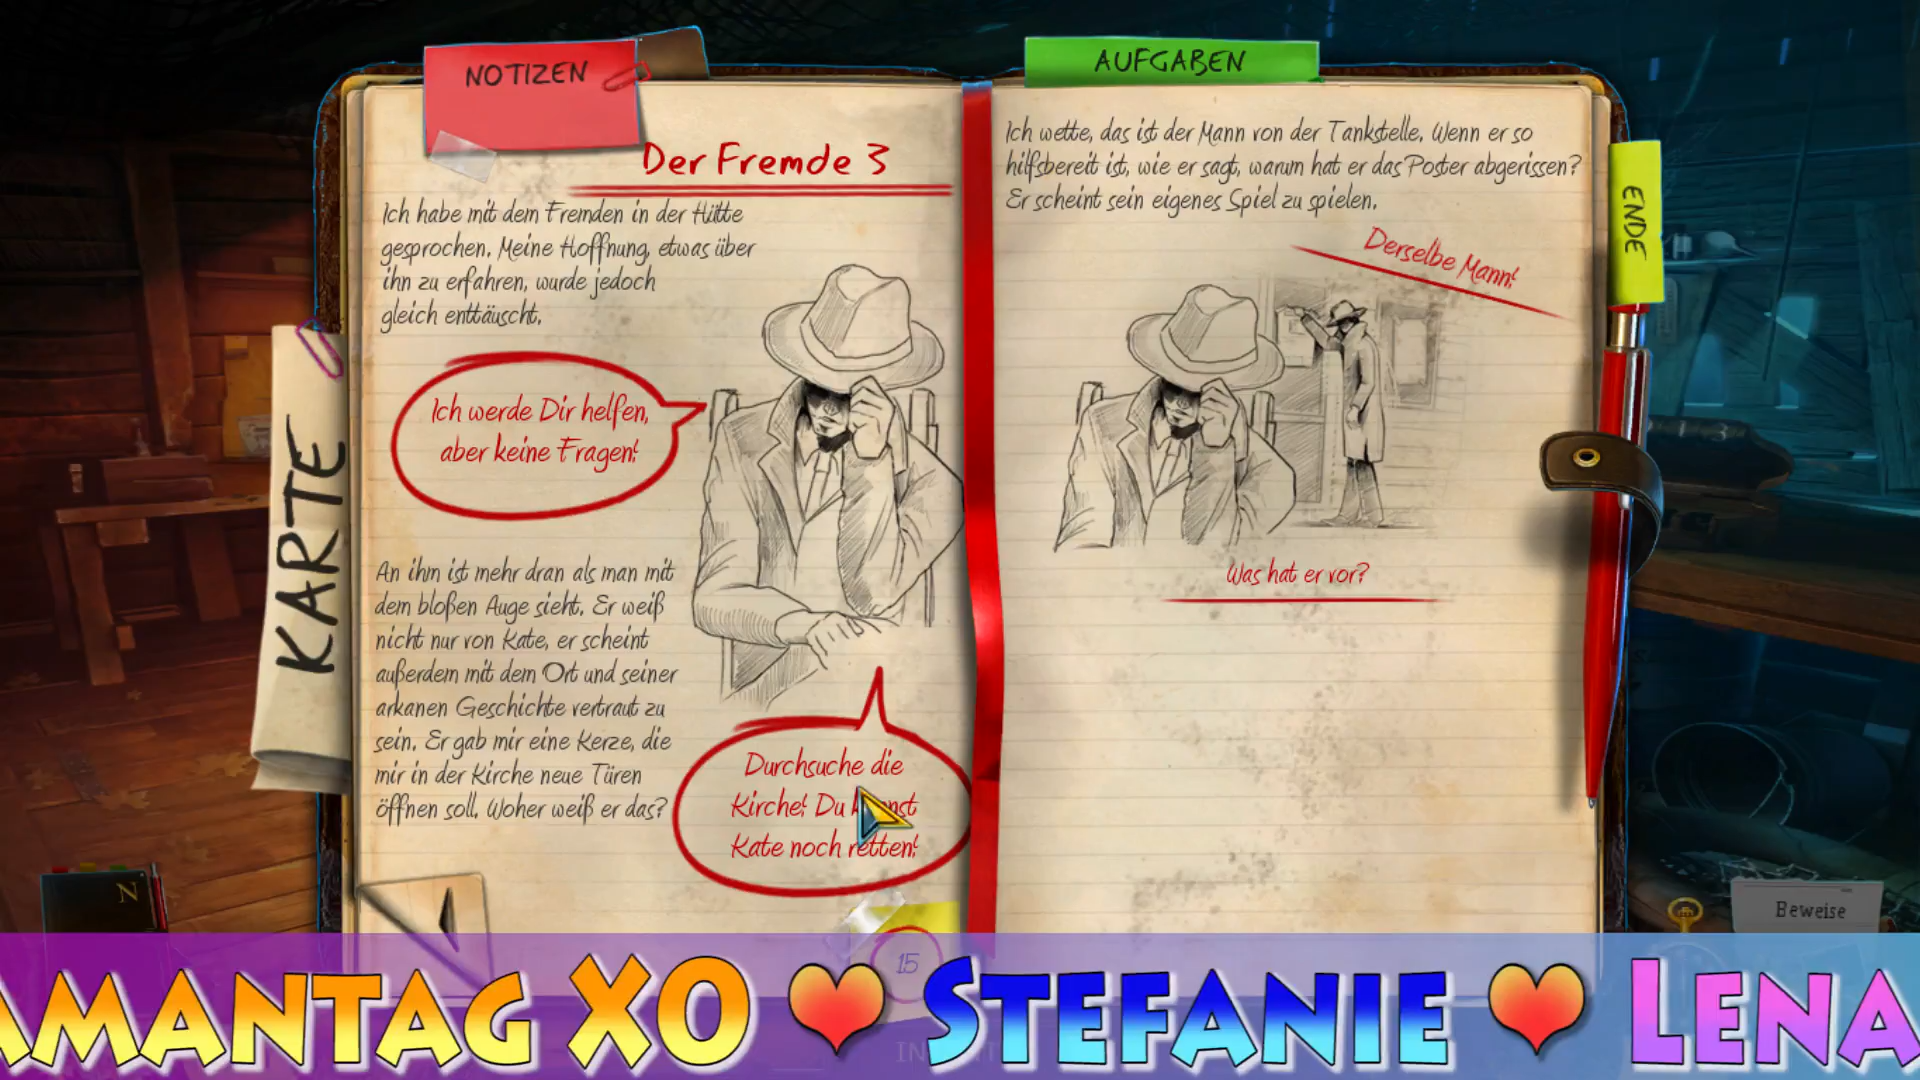 NOTIZEN
AUFGABEN
Der Fremde 3
Ich habe mit dem Fremden in der Hütte
gesprochen. Meine Hoffnung, etwas über
ihn zu erfahren, wurde jedoch
gleich enttäuscht.
Ich werde Dir helfen,
aber keine Fragen!
An ihm ist mehr dran als man mit
dem bloßen Auge sieht. Er weiß
nicht nur von Kate, er scheint
außerdem mit dem Ort und seiner
arkanen Geschichte vertraut zu
sein. Er gab mir eine Kerze, die
mir in der Kirche neue Türen
öffnen soll. Woher weiß er das?
Durchsuche die
Kirche! Du
Kate noch retten!
15
Ich wette, das ist der Mann von der Tankstelle. Wenn er so
hilfsbereit ist, wie er sagt, warum hat er das Poster abgerissen?
Er scheint sein eigenes Spiel zu spielen.
Derselbe Mann!
Was hat er vor?
ENDE
KARTE
N
Beweise
AMANTAG XO ❤ STEFANIE ❤ LENA